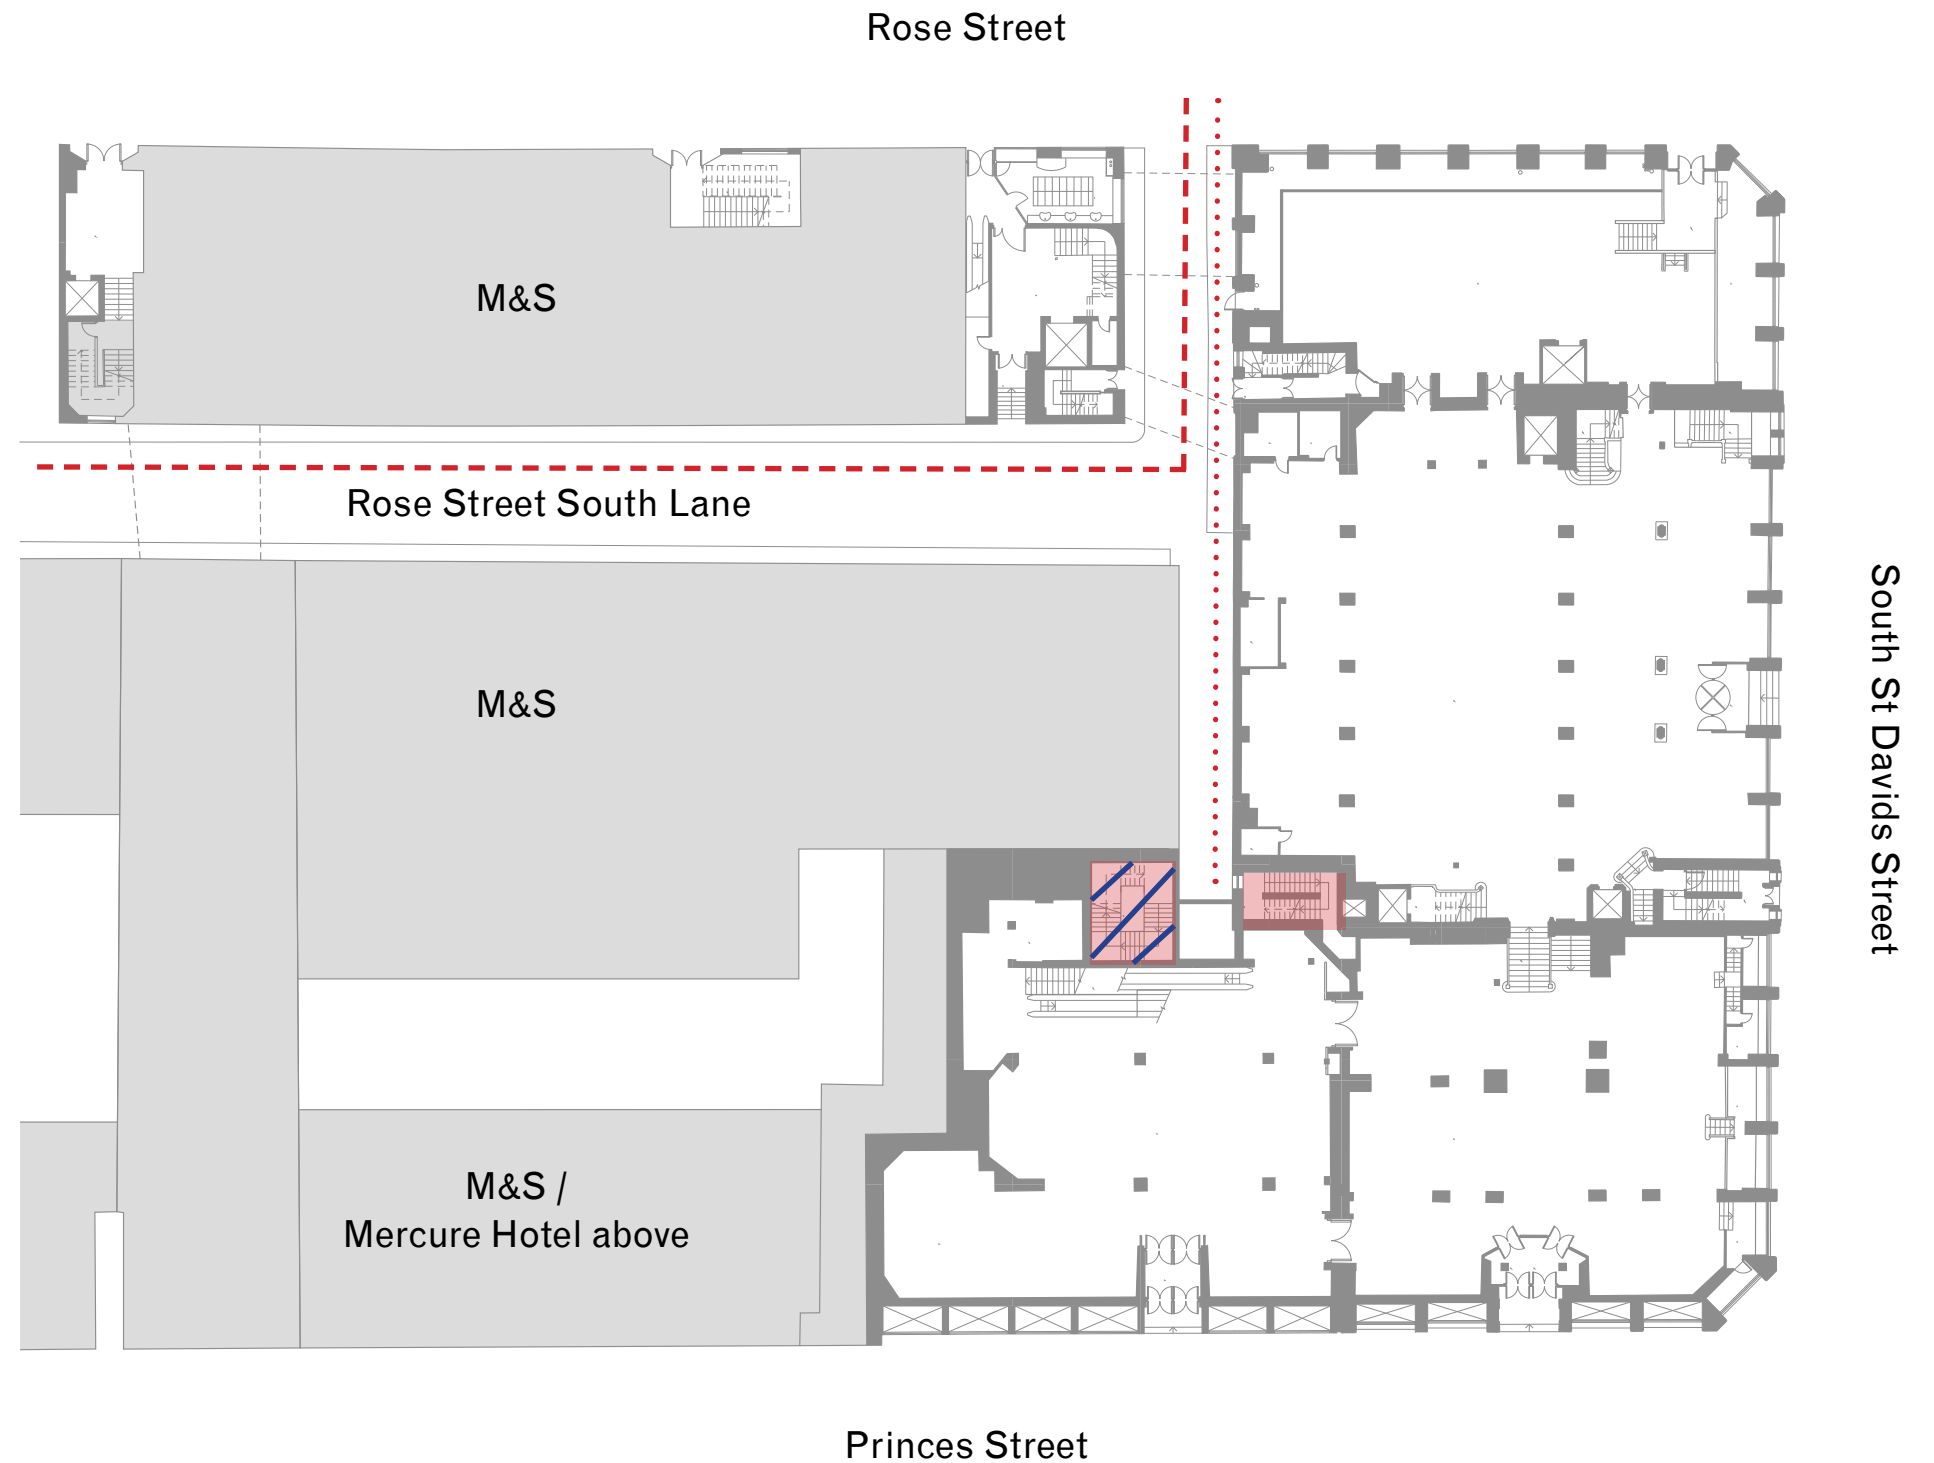 Rose Street
M&S
Rose Street South Lane
M&S
South St Davids Street
M&S /
Mercure Hotel above
Princes Street